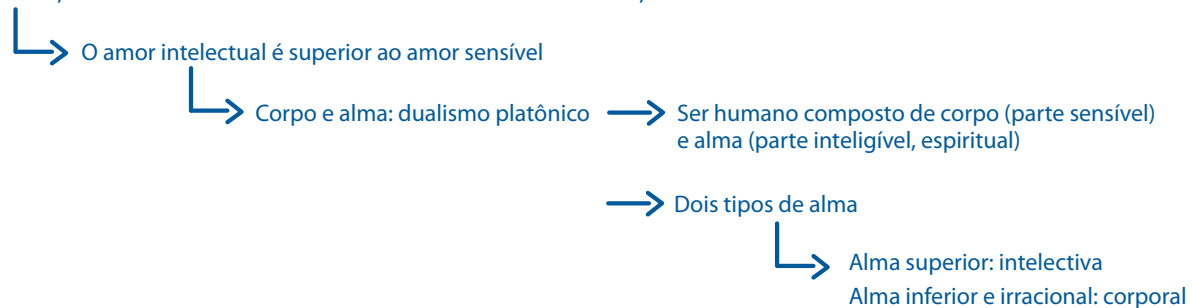 O amor intelectual é superior ao amor sensível
Corpo e alma: dualismo platônico
Ser humano composto de corpo (parte sensível)
e alma (parte inteligível, espiritual)
Dois tipos de alma
Alma superior: intelectiva
Alma inferior e irracional: corporal